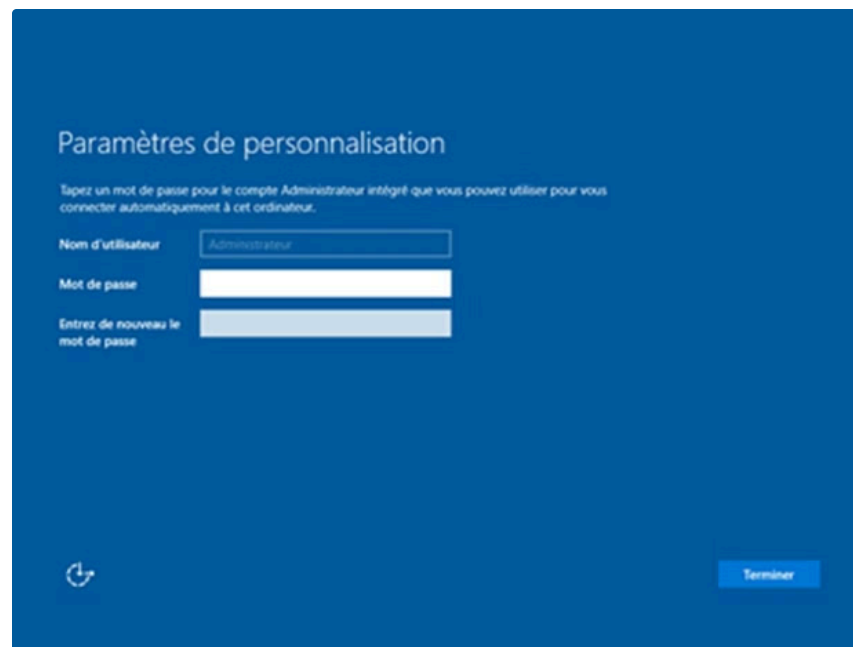 Paramètres de personnalisation
Tapez un mot de passe pour le compte Administrateur intégré que vous pouvez utiliser pour vous
connecter automatiquement à cet ordinateur.
Nom d'utilisateur
Administrateur
Mot de passe
Entrez de nouveau le
mot de passe
Terminer